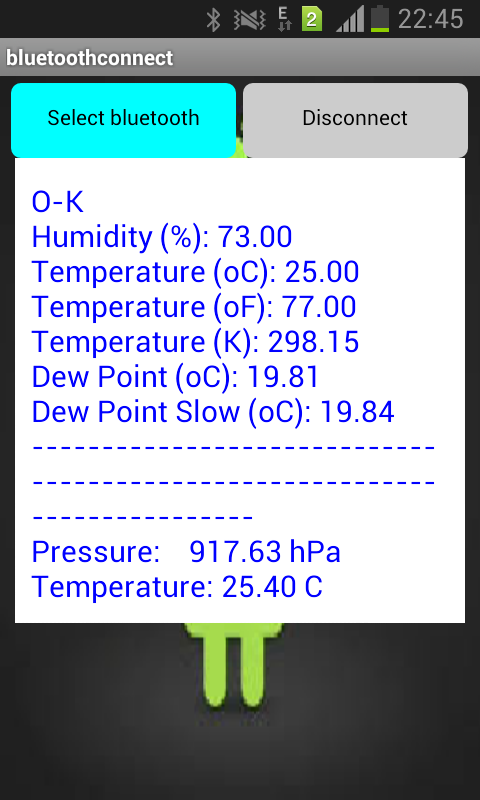 E 2 22:45
bluetoothconnect
Select bluetooth Disconnect
O-K
Humidity (%): 73.00
Temperature (oC): 25.00
Temperature (oF): 77.00
Temperature (K): 298.15
Dew Point (oC): 19.81
Dew Point Slow (oC): 19.84
-----------------------------
-----------------------------
----------------
Pressure: 917.63 hPa
Temperature: 25.40 C